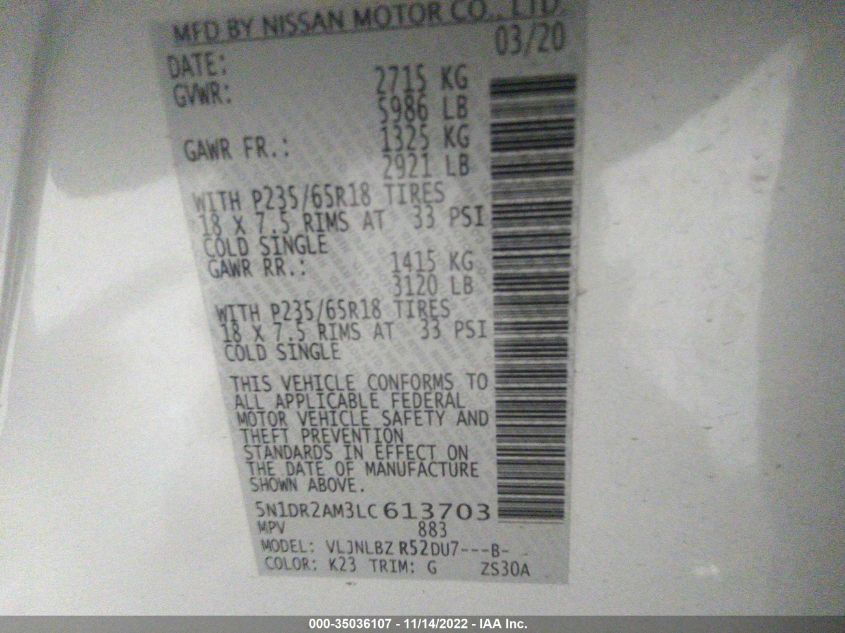 MFD BY NISSAN MOTOR CO., LTD.
DATE: 03/20
GVWR: 2715 KG
5986 LB
GAWR FR.: 1325 KG
2921 LB
WITH P235/65R18 TIRES
18 X 7.5 RIMS AT 33 PSI
COLD SINGLE
GAWR RR.: 1415 KG
3120 LB
WITH P235/65R18 TIRES
18 X 7.5 RIMS AT 33 PSI
COLD SINGLE
THIS VEHICLE CONFORMS TO
ALL APPLICABLE FEDERAL
MOTOR VEHICLE SAFETY AND
THEFT PREVENTION
STANDARDS IN EFFECT ON
THE DATE OF MANUFACTURE
SHOWN ABOVE.
5N1DR2AM3LC613703
MPV 883
MODEL: VLJNLBZ R52DU7---B-
COLOR: K23 TRIM: G ZS30A
000-35036107 - 11/14/2022 - IAA Inc.